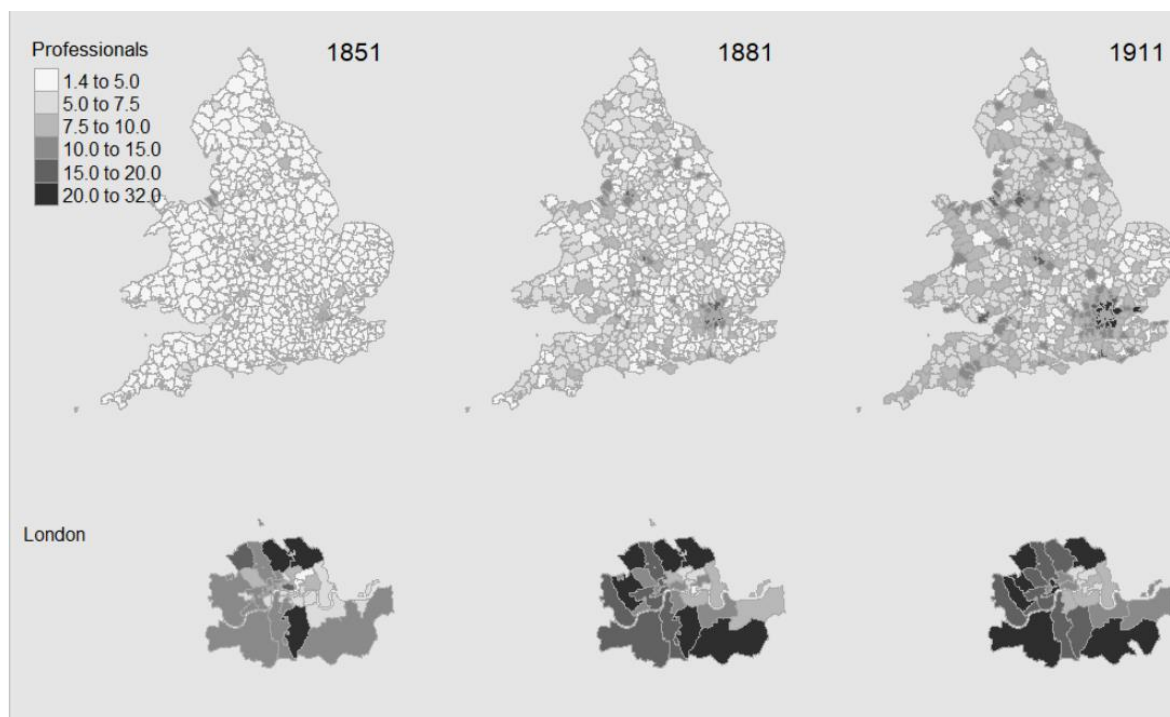 Professionals
1851
1881
1911
1.4 to 5.0
5.0 to 7.5
7.5 to 10.0
10.0 to 15.0
15.0 to 20.0
20.0 to 32.0
London